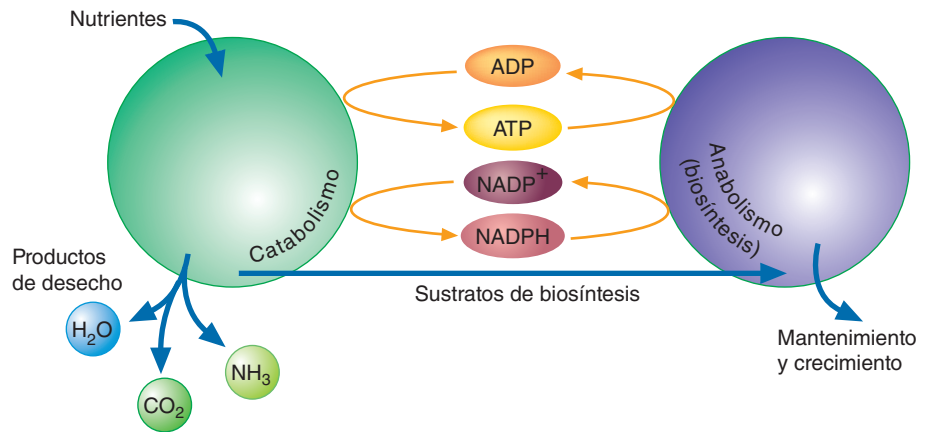 Nutrientes
ADP
ATP
NADP+
NADPH
Catabolismo
Anabolismo
(biosíntesis)
Productos
de desecho
H2O
CO2
NH3
Sustratos de biosíntesis
Mantenimiento
y crecimiento